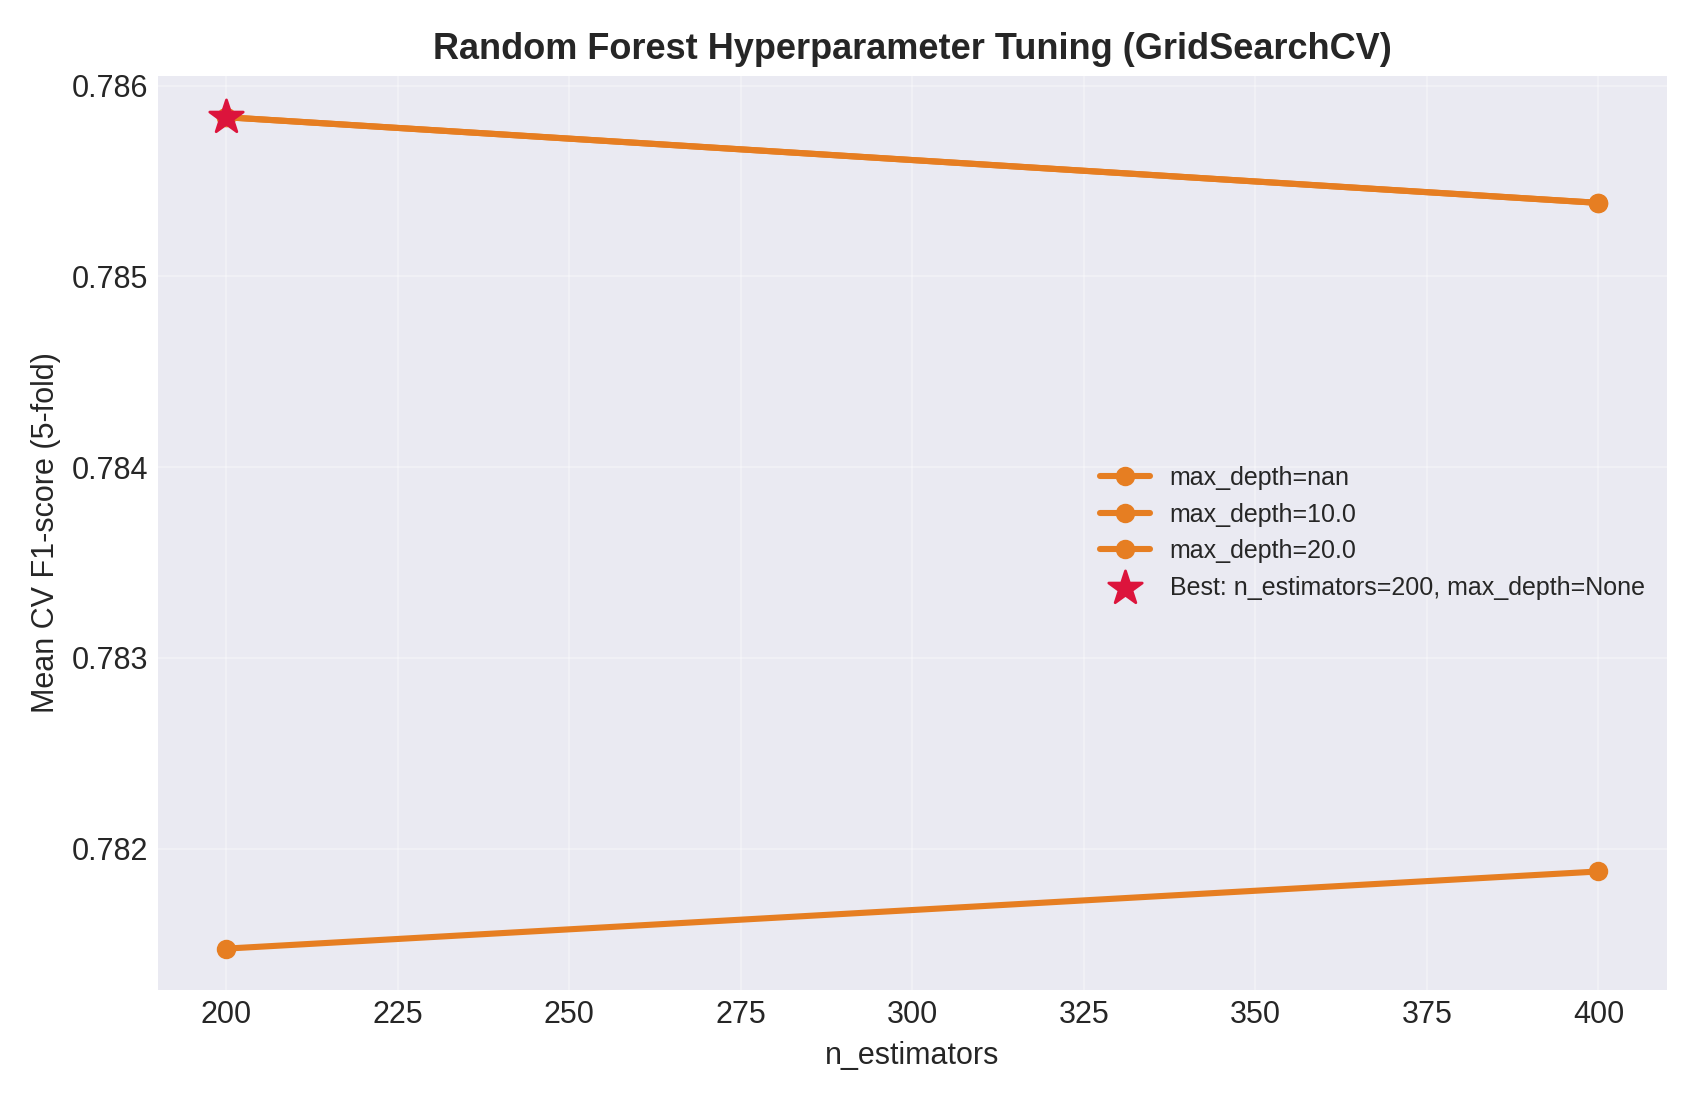 Random Forest Hyperparameter Tuning (GridSearchCV)
0.786
0.785
0.784
0.783
0.782
Mean CV F1-score (5-fold)
max_depth=nan
max_depth=10.0
max_depth=20.0
Best: n_estimators=200, max_depth=None
200 225 250 275 300 325 350 375 400
n_estimators